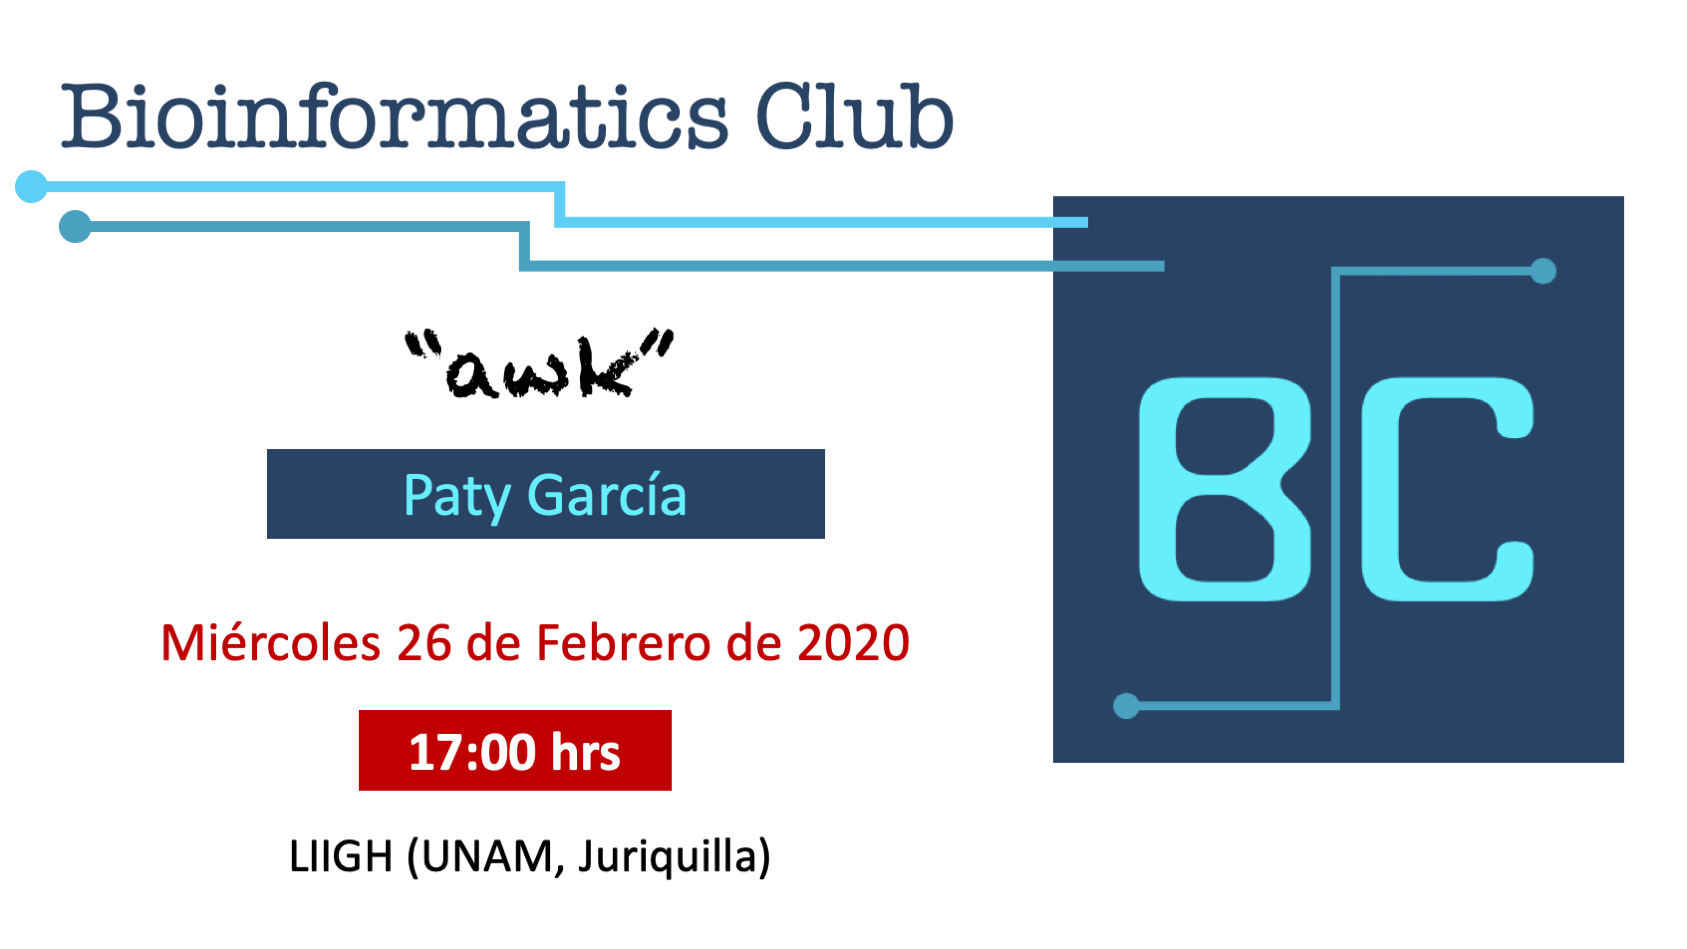 Bioinformatics Club
"awk"
Paty García
Miércoles 26 de Febrero de 2020
17:00 hrs
LIIGH (UNAM, Juriquilla)
BC